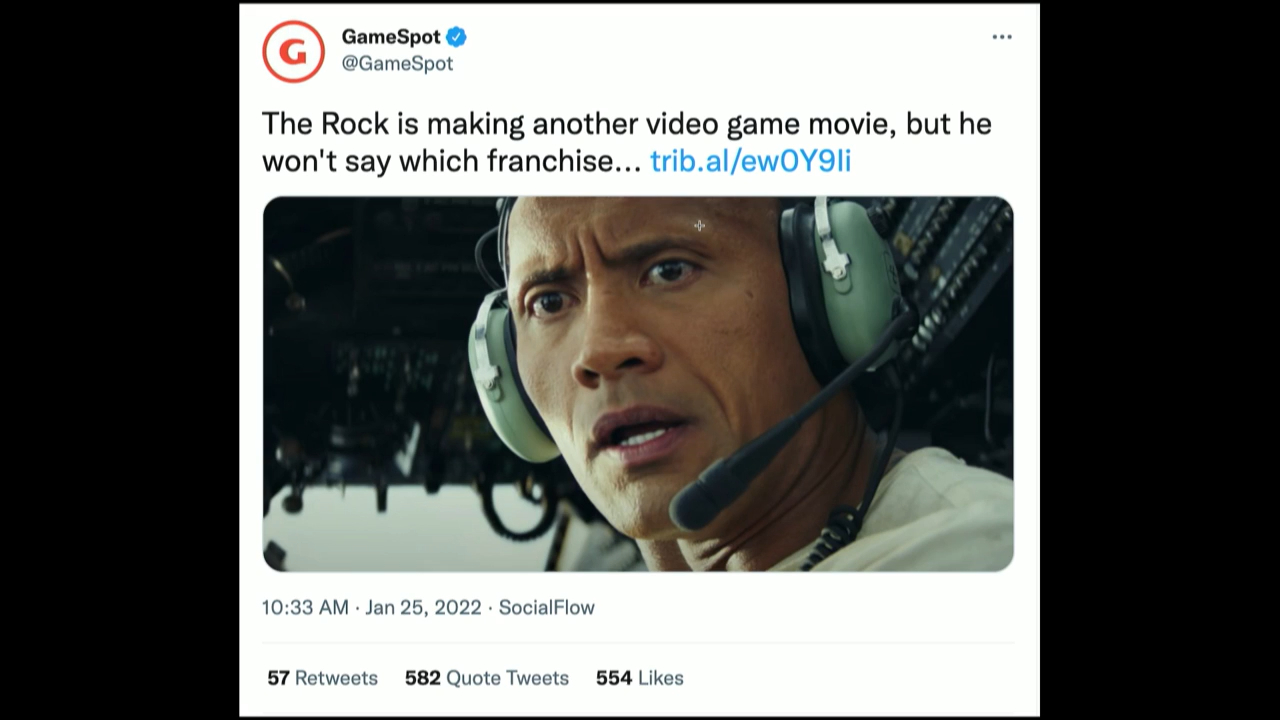 GameSpot
@GameSpot
The Rock is making another video game movie, but he
won't say which franchise... trib.al/ew0Y9li
10:33 AM · Jan 25, 2022 · SocialFlow
57 Retweets 582 Quote Tweets 554 Likes